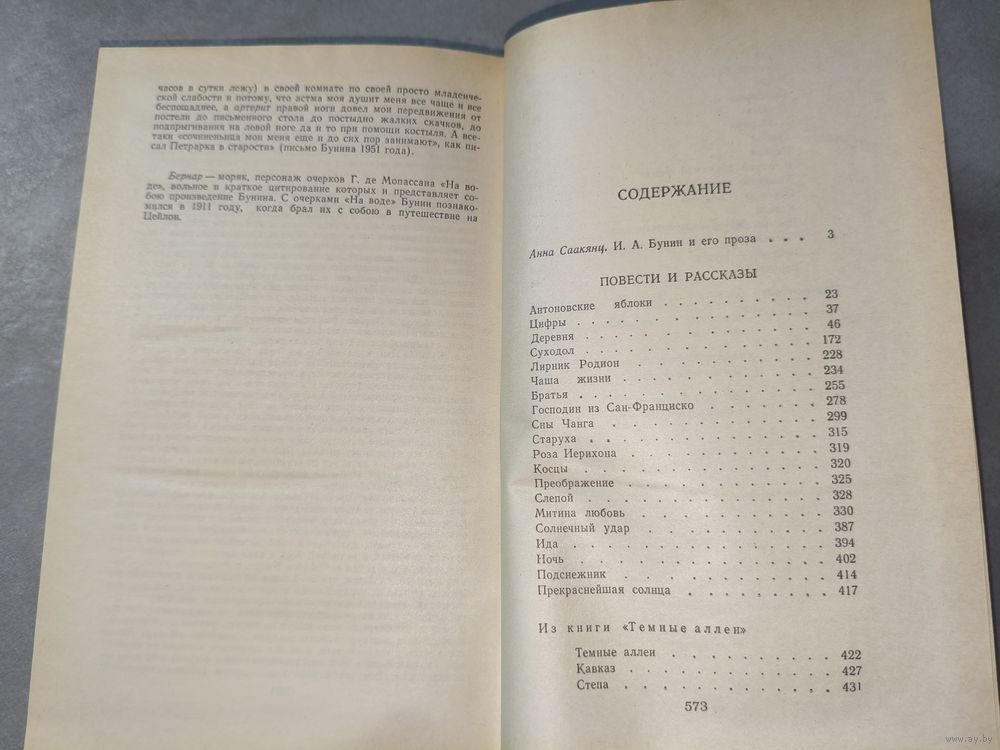 часов в сутки лежу) в своей комнате по своей просто младенче-
ской слабости и потому, что астма моя душит меня все чаще и все
беспощаднее, а артерит правой ноги довел мои передвижения от
постели до письменного стола до постыдно жалких скачков, до
подпрыгивания на левой ноге да и то при помощи костыля. А все-
таки «сочиненьица мои меня еще и до сих пор занимают», как пи-
сал Петрарка в старости» (письмо Бунина 1951 года).
Бернар — моряк, персонаж очерков Г. де Мопассана «На во-
де», вольное и краткое цитирование которых и представляет со-
бою произведение Бунина. С очерками «На воде» Бунин познако-
мился в 1911 году, когда брал их с собою в путешествие на
Цейлон.
СОДЕРЖАНИЕ
Анна Саакянц. И. А. Бунин и его проза . . . 3
ПОВЕСТИ И РАССКАЗЫ
Антоновские яблоки . . . . . . . . . . 23
Цифры . . . . . . . . . . . . . . 37
Деревня . . . . . . . . . . . . . 46
Суходол . . . . . . . . . . . . . 172
Лирник Родион . . . . . . . . . . . 228
Чаша жизни . . . . . . . . . . . . 234
Братья . . . . . . . . . . . . . . 255
Господин из Сан-Франциско . . . . . . . 278
Сны Чанга . . . . . . . . . . . . 299
Старуха . . . . . . . . . . . . . 315
Роза Иерихона . . . . . . . . . . . 319
Косцы . . . . . . . . . . . . . . 320
Преображение . . . . . . . . . . . 325
Слепой . . . . . . . . . . . . . . 328
Митина любовь . . . . . . . . . . . 330
Солнечный удар . . . . . . . . . . 387
Ида . . . . . . . . . . . . . . . 394
Ночь . . . . . . . . . . . . . . 402
Подснежник . . . . . . . . . . . . 414
Прекраснейшая солнца . . . . . . . . 417
Из книги «Темные аллеи»
Темные аллеи . . . . . . . . . . 422
Кавказ . . . . . . . . . . . . 427
Степа . . . . . . . . . . . . 431
573
www.ay.by